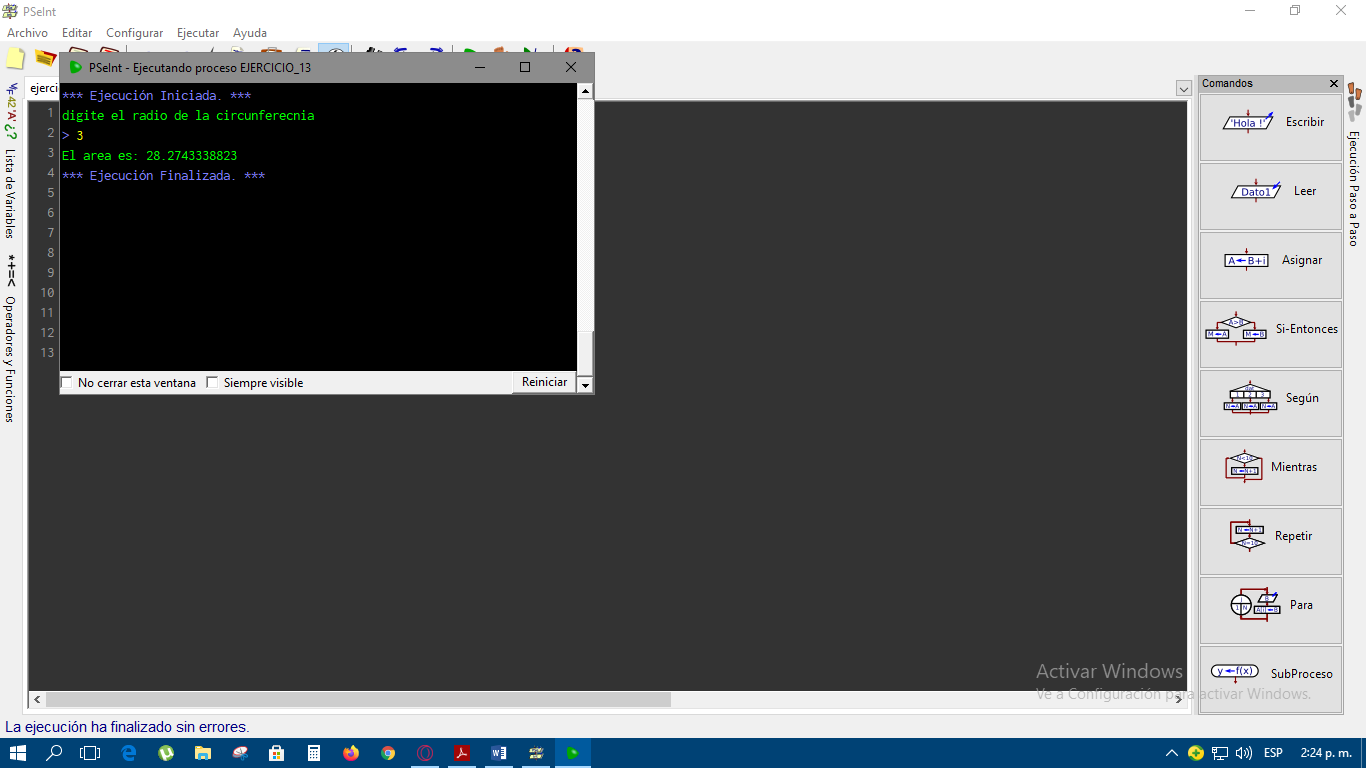 PSeInt
Archivo Editar Configurar Ejecutar Ayuda
PSeInt - Ejecutando proceso EJERCICIO_13
ejerci
*** Ejecución Iniciada. ***
digite el radio de la circunferecnia
> 3
El area es: 28.2743338823
*** Ejecución Finalizada. ***
1
2
3
4
5
6
7
8
9
10
11
12
13
No cerrar esta ventana Siempre visible Reiniciar
Lista de Variables
*+=< Operadores y Funciones
Comandos
'Hola !' Escribir
Dato1 Leer
A←B+i Asignar
A>B M←A M←B Si-Entonces
Según
Mientras
Repetir
Para
y←f(x) SubProceso
Ejecución Paso a Paso
Activar Windows
Ve a Configuración para activar Windows.
La ejecución ha finalizado sin errores.
ESP 2:24 p. m.